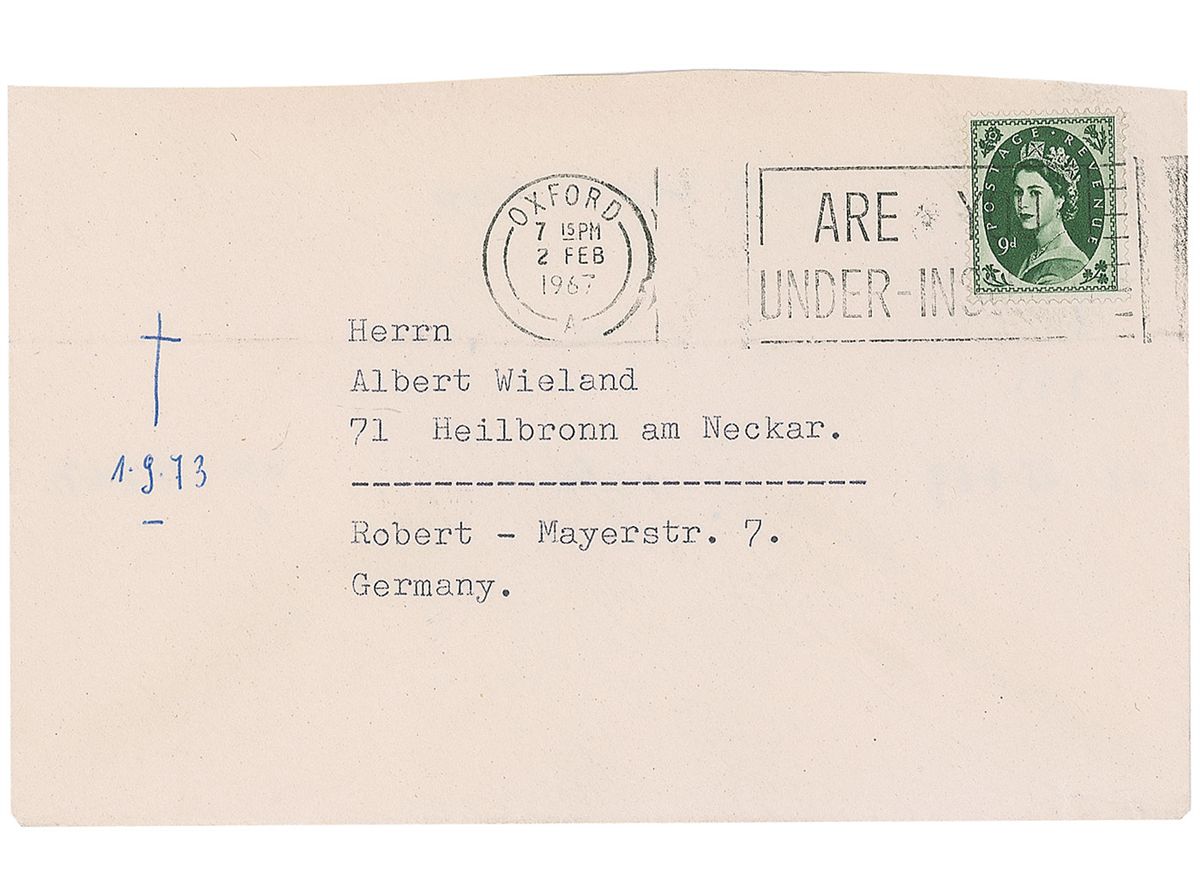 POSTAGE · REVENUE
9d
OXFORD
7 15 PM
2 FEB
1967
A
ARE
UNDER-INS
Herrn
Albert Wieland
71 Heilbronn am Neckar.
---------------------------
Robert - Mayerstr. 7.
Germany.
†
1.9.73
–